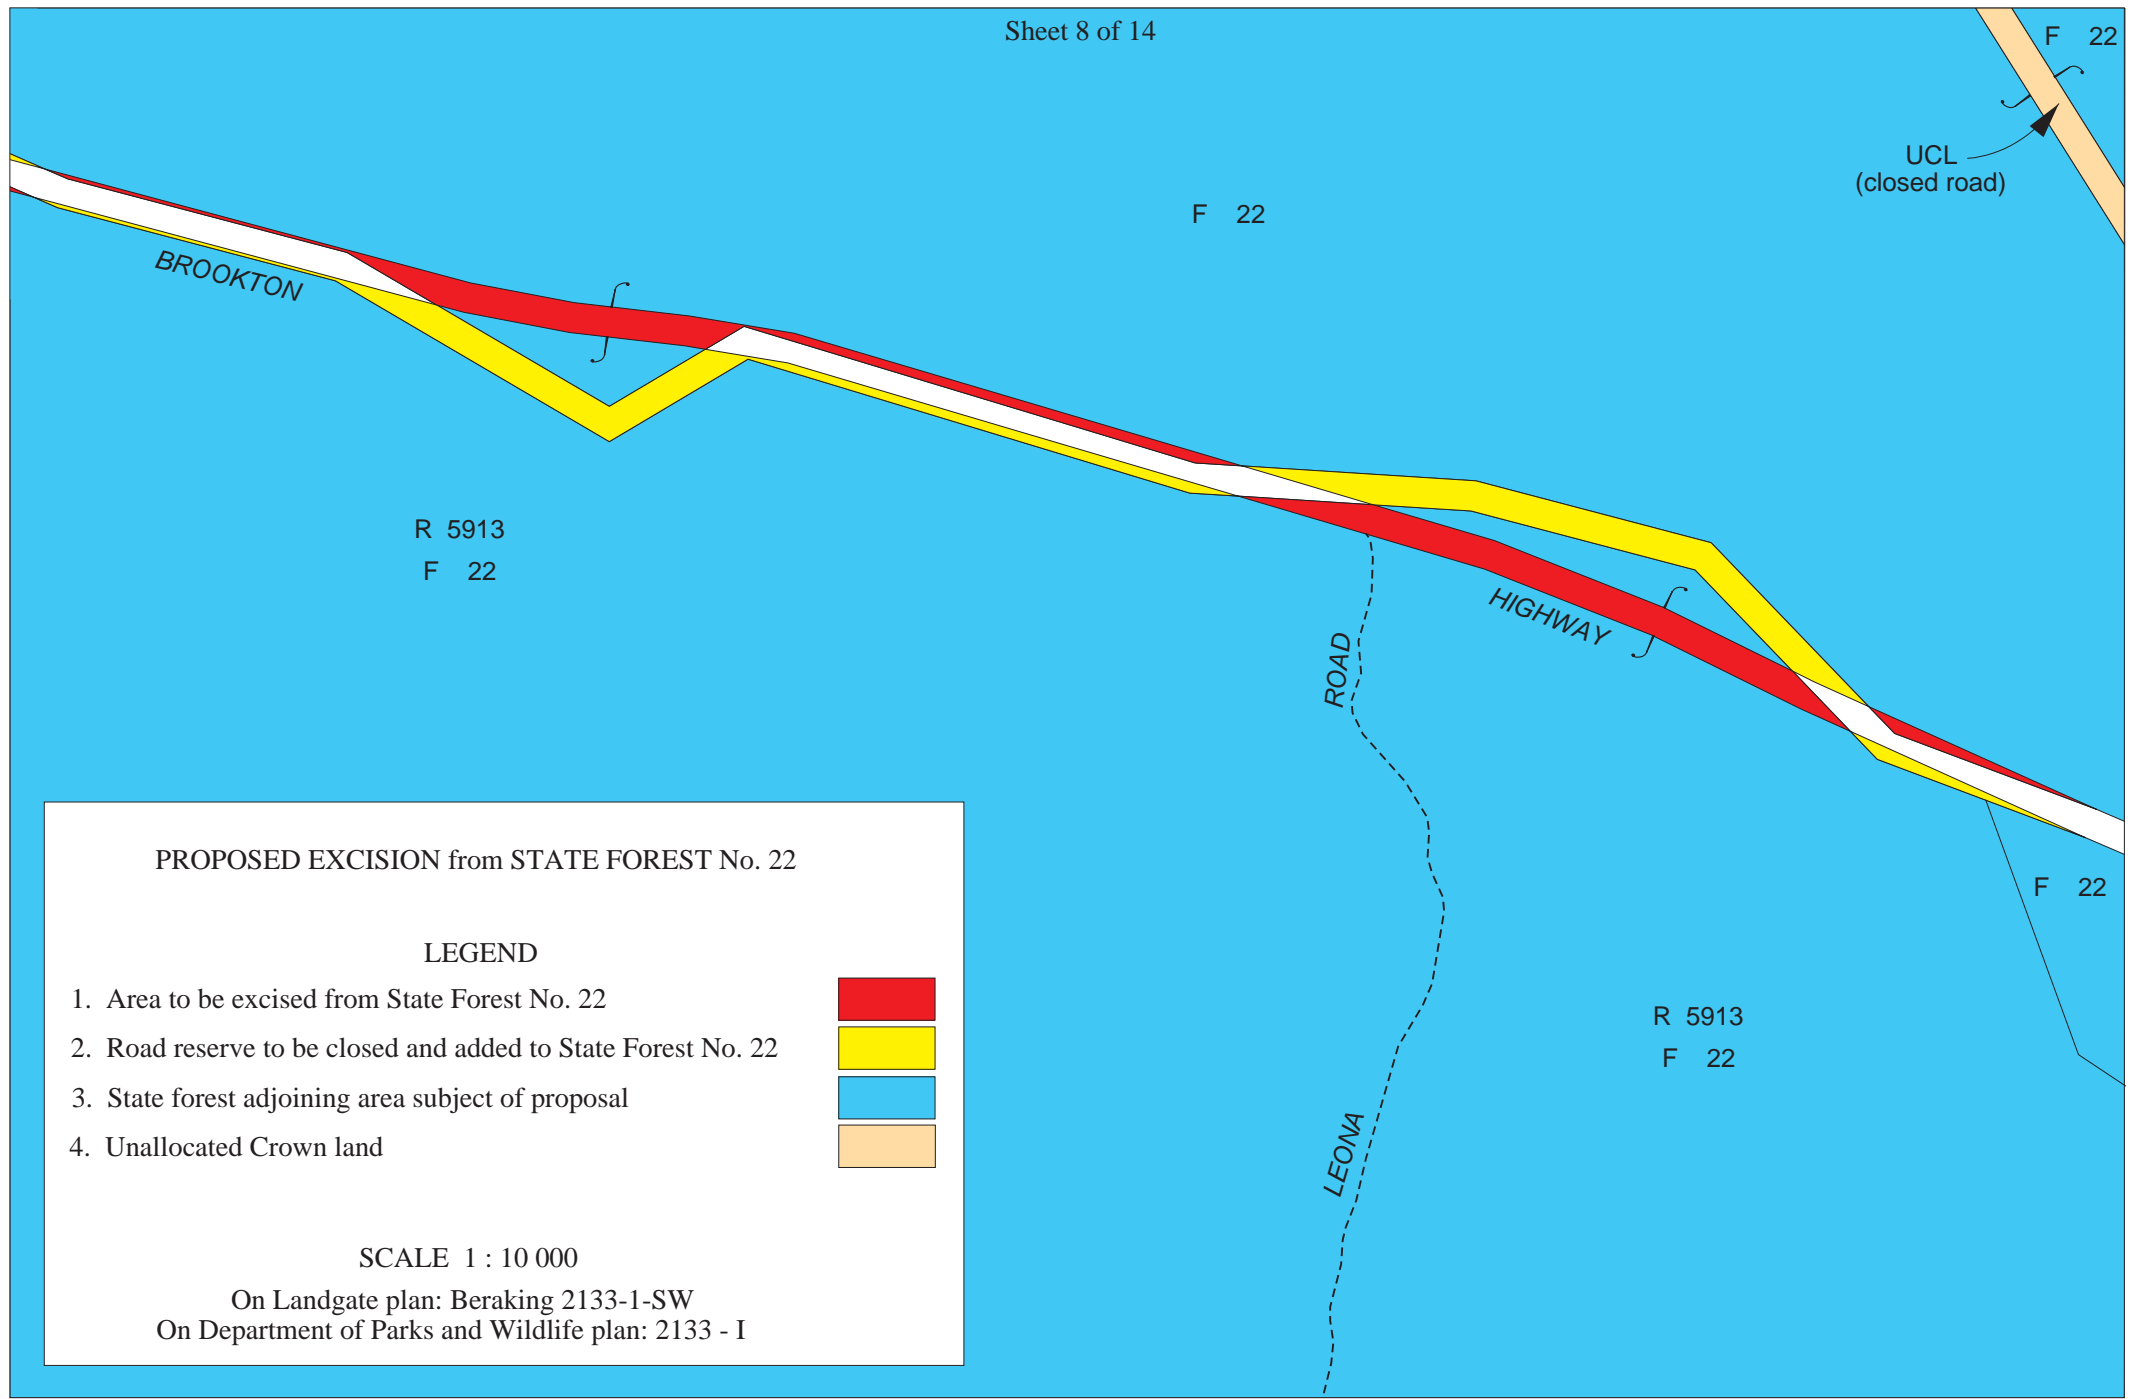 Sheet 8 of 14
F 22
UCL
(closed road)
F 22
BROOKTON
R 5913
F 22
HIGHWAY
ROAD
F 22
R 5913
F 22
LEONA
PROPOSED EXCISION from STATE FOREST No. 22
LEGEND
1. Area to be excised from State Forest No. 22
2. Road reserve to be closed and added to State Forest No. 22
3. State forest adjoining area subject of proposal
4. Unallocated Crown land
SCALE 1 : 10 000
On Landgate plan: Beraking 2133-1-SW
On Department of Parks and Wildlife plan: 2133 - I